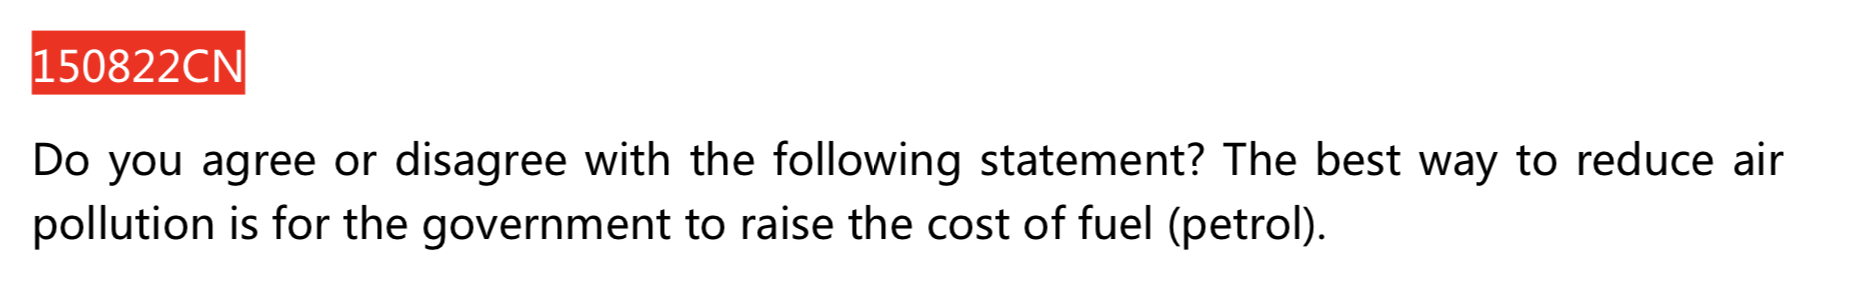 150822CN
Do you agree or disagree with the following statement? The best way to reduce air
pollution is for the government to raise the cost of fuel (petrol).